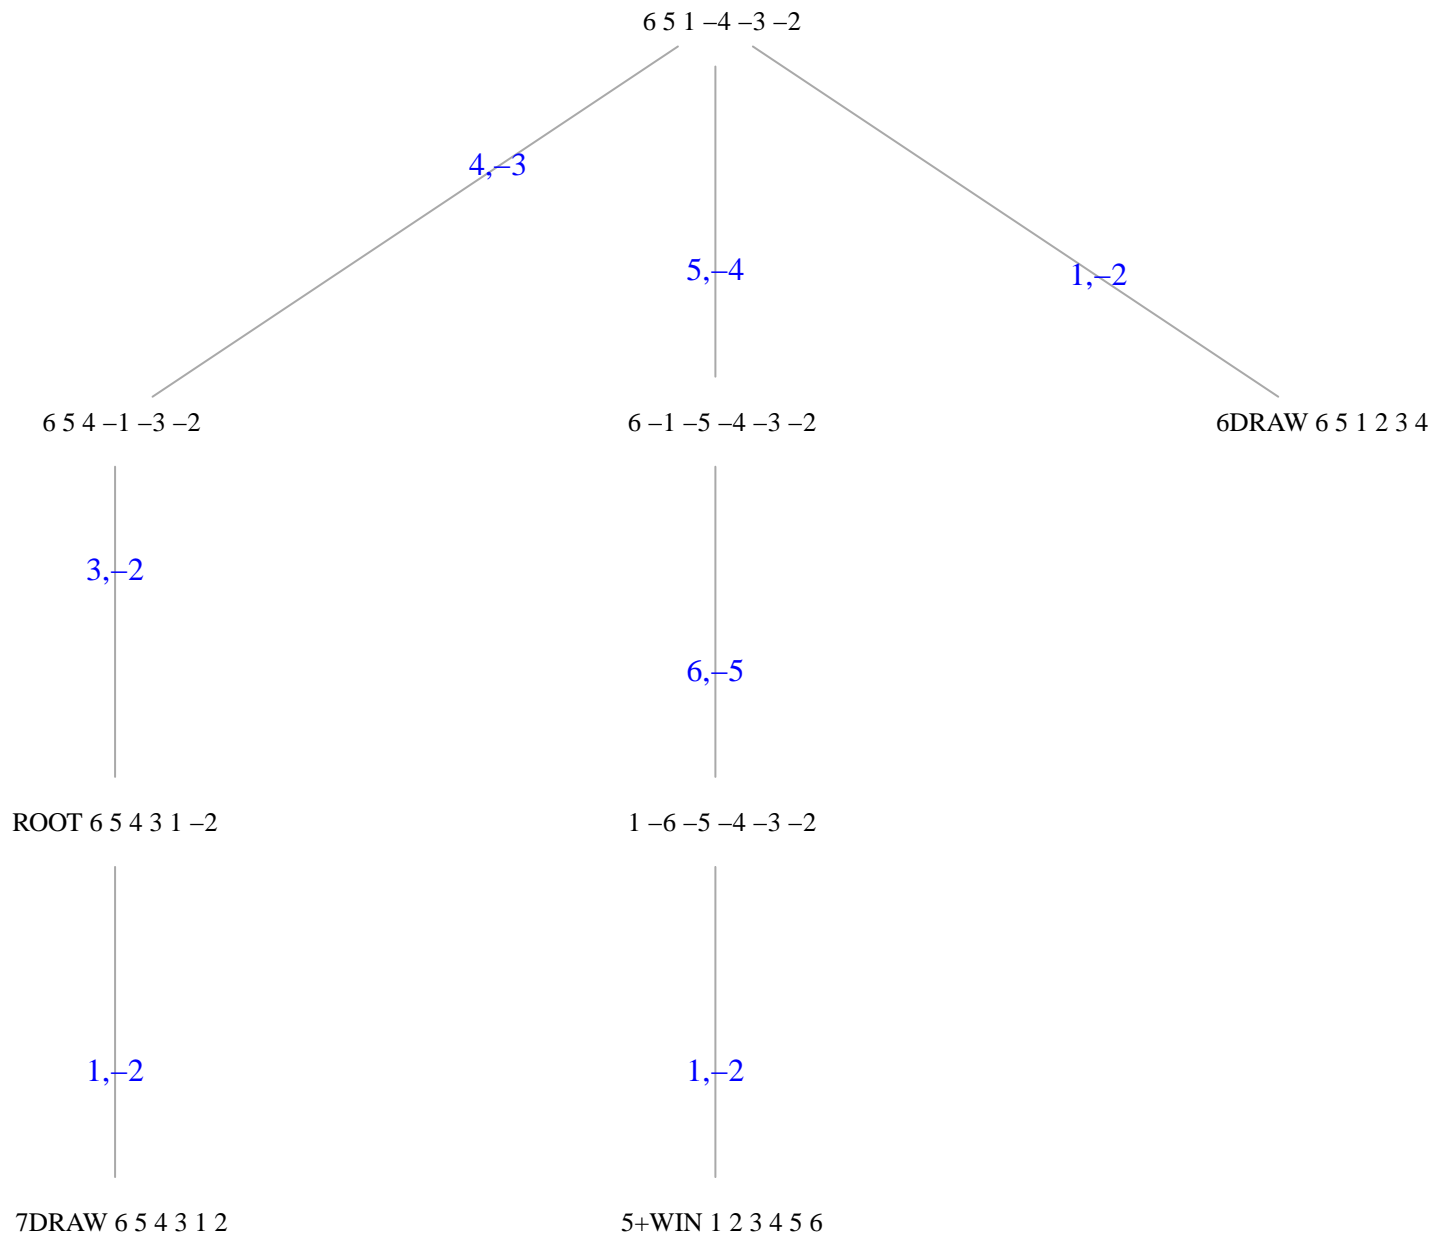 6 5 1 –4 –3 –2
4,–3
5,–4
1,–2
6 5 4 –1 –3 –2
6 –1 –5 –4 –3 –2
6DRAW 6 5 1 2 3 4
3,–2
6,–5
ROOT 6 5 4 3 1 –2
1 –6 –5 –4 –3 –2
1,–2
1,–2
7DRAW 6 5 4 3 1 2
5+WIN 1 2 3 4 5 6